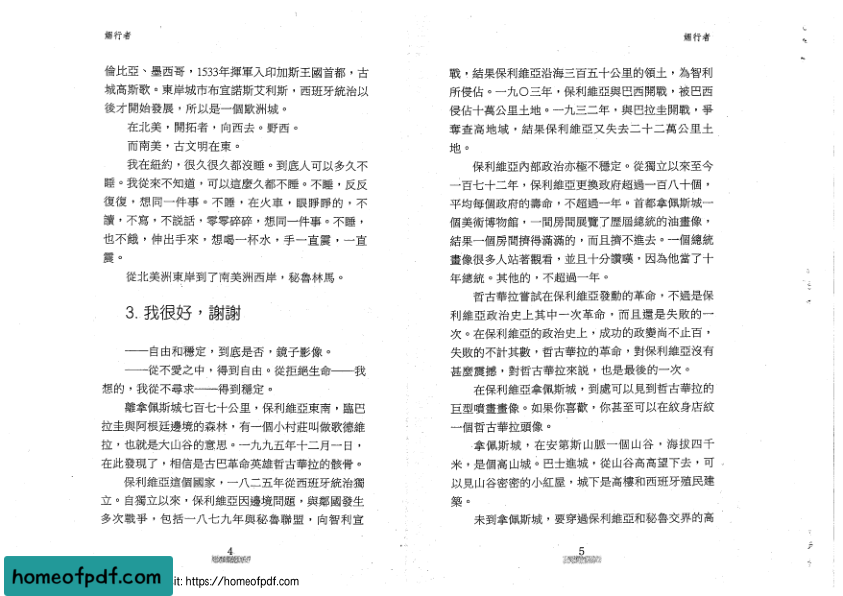 媚行者
倫比亞、墨西哥，1533年揮軍入印加斯王國首都，古
城高斯歌。東岸城市布宜諾斯艾利斯，西班牙統治以
後才開始發展，所以是一個歐洲城。
在北美，開拓者，向西去。野西。
而南美，古文明在東。
我在紐約，很久很久都沒睡。到底人可以多久不
睡。我從來不知道，可以這麼久都不睡。不睡，反反
復復，想同一件事。不睡，在火車，眼睜睜的。不
讀，不寫，不說話，零零碎碎，想同一件事。不睡，
也不餓，伸出手來，想喝一杯水，手一直震，一直
震。
從北美洲東岸到了南美洲西岸，秘魯林馬。
3. 我很好，謝謝
——自由和穩定，到底是否，鏡子影像。
——從不愛之中，得到自由。從拒絕生命——我
想的，我從不尋求——得到穩定。
離拿佩斯城七百七十公里，保利維亞東南，臨巴
拉圭與阿根廷邊境的森林，有一個小村莊叫做歌德維
拉，也就是大山谷的意思。一九九五年十二月一日，
在此發現了，相信是古巴革命英雄哲古華拉的骸骨。
保利維亞這個國家，一八二五年從西班牙統治獨
立。自獨立以來，保利維亞因邊境問題，與鄰國發生
多次戰爭，包括一八七九年與秘魯聯盟，向智利宣
4
媚行者
戰，結果保利維亞沿海三百五十公里的領土，為智利
所侵佔。一九〇三年，保利維亞與巴西開戰，被巴西
侵佔十萬公里土地。一九三二年，與巴拉圭開戰，爭
奪查高地域，結果保利維亞又失去二十二萬公里土
地。
保利維亞內部政治亦極不穩定。從獨立以來至今
一百七十二年，保利維亞更換政府超過一百八十個，
平均每個政府的壽命，不超過一年。首都拿佩斯城一
個美術博物館，一間房間展覽了歷屆總統的油畫像，
結果一個房間擠得滿滿的，而且擠不進去。一個總統
畫像很多人站著觀看，並且十分讚嘆，因為他當了十
年總統。其他的，不超過一年。
哲古華拉嘗試在保利維亞發動的革命，不過是保
利維亞政治史上其中一次革命，而且還是失敗的一
次。在保利維亞的政治史上，成功的政變尚不止百，
失敗的不計其數，哲古華拉的革命，對保利維亞沒有
甚麼震撼，對哲古華拉來說，也是最後的一次。
在保利維亞拿佩斯城，到處可以見到哲古華拉的
巨型噴畫畫像。如果你喜歡，你甚至可以在紋身店紋
一個哲古華拉頭像。
拿佩斯城，在安第斯山脈一個山谷，海拔四千
米，是個高山城。巴士進城，從山谷高高望下去，可
以見山谷密密的小紅屋，城下是高樓和西班牙殖民建
築。
未到拿佩斯城，要穿過保利維亞和秘魯交界的高
5
homeofpdf.com
it: https://homeofpdf.com